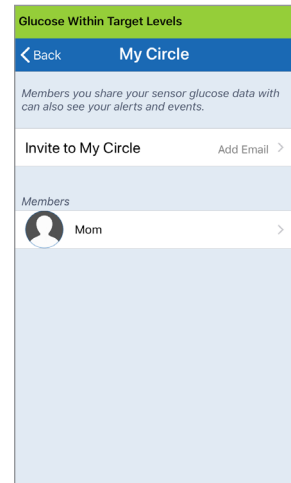 Glucose Within Target Levels
Back My Circle
Members you share your sensor glucose data with
can also see your alerts and events.
Invite to My Circle Add Email
Members
Mom